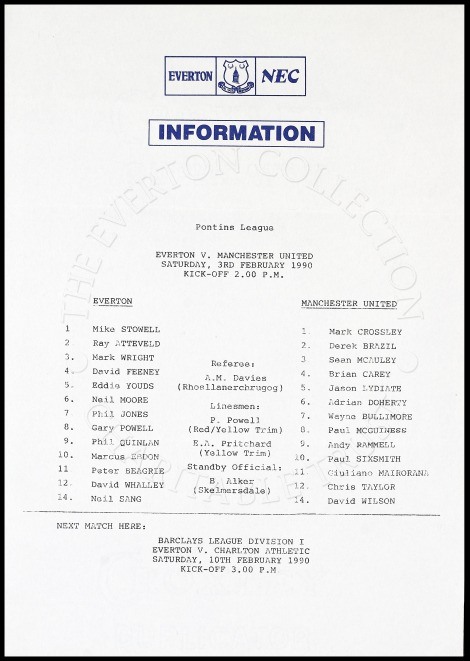 EVERTON NEC
INFORMATION
Pontins League
EVERTON V. MANCHESTER UNITED
SATURDAY, 3RD FEBRUARY 1990
KICK-OFF 2.00 P.M.
EVERTON
1 Mike STOWELL
2 Ray ATTEVELD
3. Mark WRIGHT
4. David FEENEY
5. Eddie YOUDS
6. Neil MOORE
7 Phil JONES
8. Gary POWELL
9. Phil QUINLAN
10. Marcus EBDON
11 Peter BEAGRIE
12. David WHALLEY
14. Neil SANG
Referee:
A.M. Davies
(Rhosllanerchrugog)
Linesmen:
P. Powell
(Red/Yellow Trim)
E.A. Pritchard
(Yellow Trim)
Standby Official:
B. Alker
(Skelmersdale)
MANCHESTER UNITED
1. Mark CROSSLEY
2. Derek BRAZIL
3 Sean MCAULEY
4. Brian CAREY
5. Jason LYDIATE
6. Adrian DOHERTY
7. Wayne BULLIMORE
8. Paul MCGUINESS
9. Andy RAMMELL
10. Paul SIXSMITH
11 Giuliano MAIRORANA
12. Chris TAYLOR
14. David WILSON
NEXT MATCH HERE:
BARCLAYS LEAGUE DIVISION I
EVERTON V. CHARLTON ATHLETIC
SATURDAY, 10TH FEBRUARY 1990
KICK-OFF 3.00 P.M
THE EVERTON COLLECTION
CHARITABLE